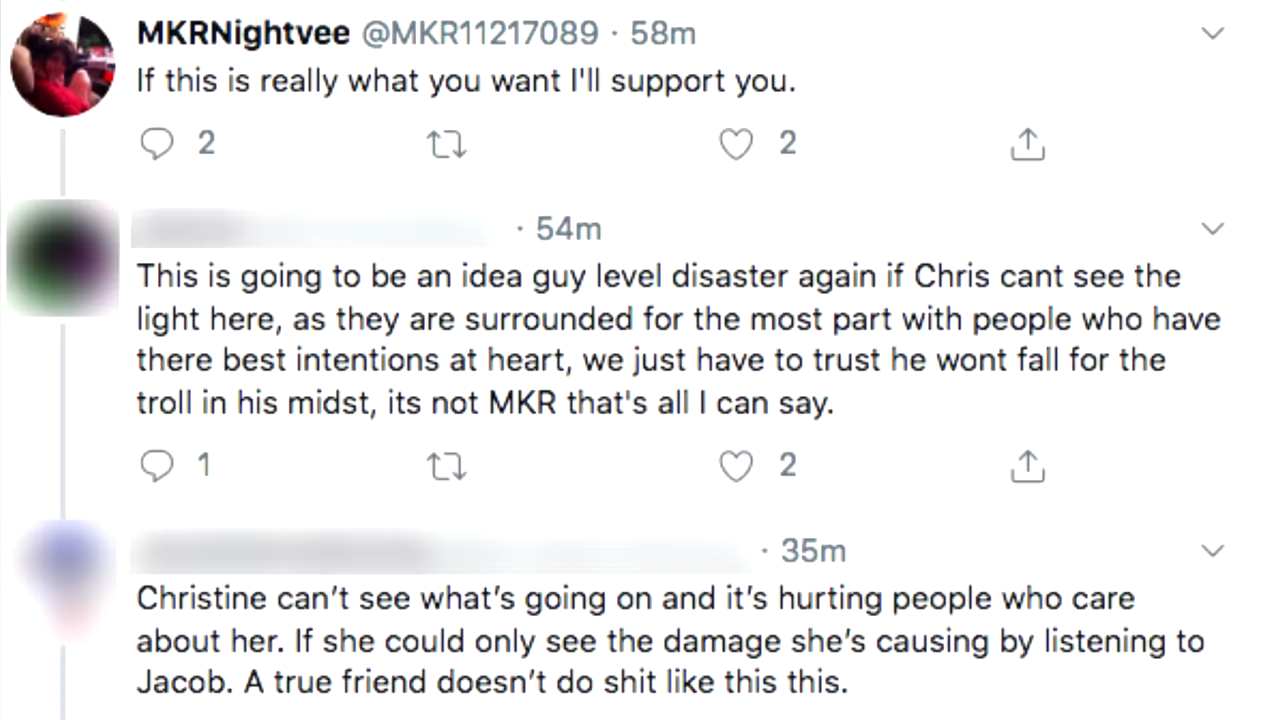 MKRNightvee @MKR11217089 · 58m
If this is really what you want I'll support you.
2 2
· 54m
This is going to be an idea guy level disaster again if Chris cant see the
light here, as they are surrounded for the most part with people who have
there best intentions at heart, we just have to trust he wont fall for the
troll in his midst, its not MKR that's all I can say.
1 2
· 35m
Christine can’t see what’s going on and it’s hurting people who care
about her. If she could only see the damage she’s causing by listening to
Jacob. A true friend doesn’t do shit like this this.